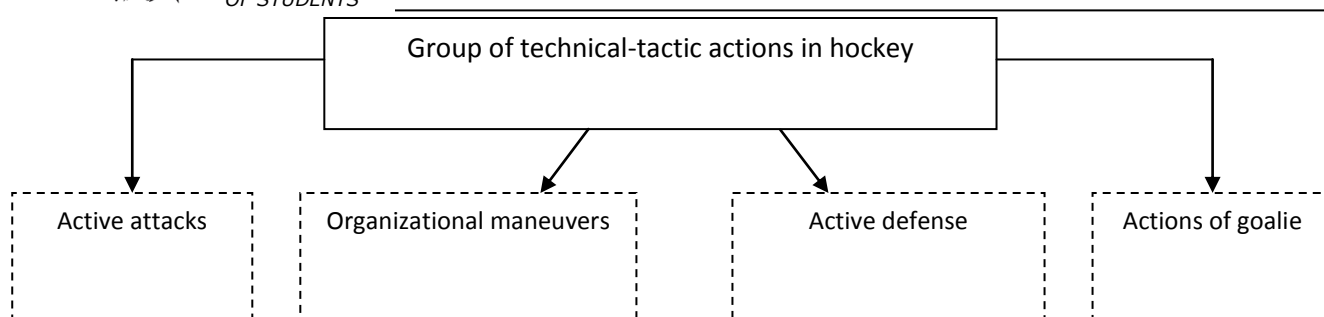 OF STUDENTS
Group of technical-tactic actions in hockey
Active attacks
Organizational maneuvers
Active defense
Actions of goalie